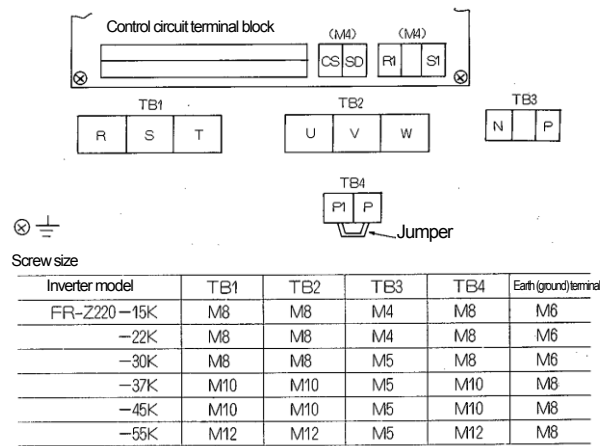 Control circuit terminal block
(M4) (M4)
CS SD R1 S1
TB1 TB2 TB3
R S T U V W N P
TB4
P1 P
Jumper
Screw size
Inverter model TB1 TB2 TB3 TB4 Earth (ground) terminal
FR-Z220-15K M8 M8 M4 M8 M6
-22K M8 M8 M4 M8 M6
-30K M8 M8 M5 M8 M6
-37K M10 M10 M5 M10 M8
-45K M10 M10 M5 M10 M8
-55K M12 M12 M5 M12 M8